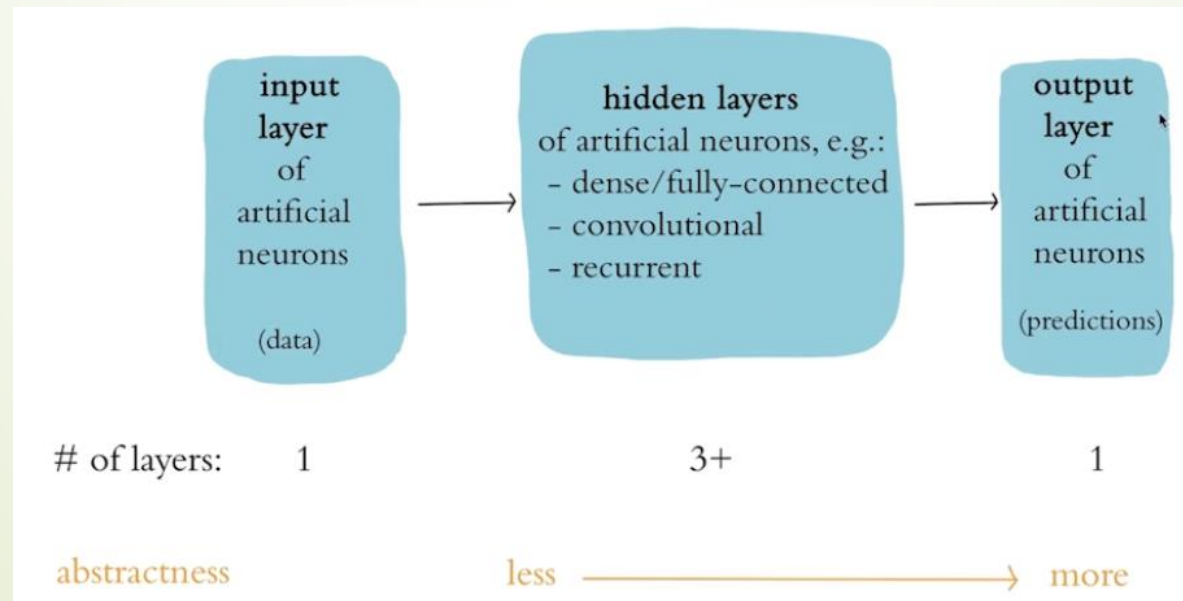 input
layer
of
artificial
neurons
(data)
hidden layers
of artificial neurons, e.g.:
- dense/fully-connected
- convolutional
- recurrent
output
layer
of
artificial
neurons
(predictions)
# of layers: 1 3+ 1
abstractness less more